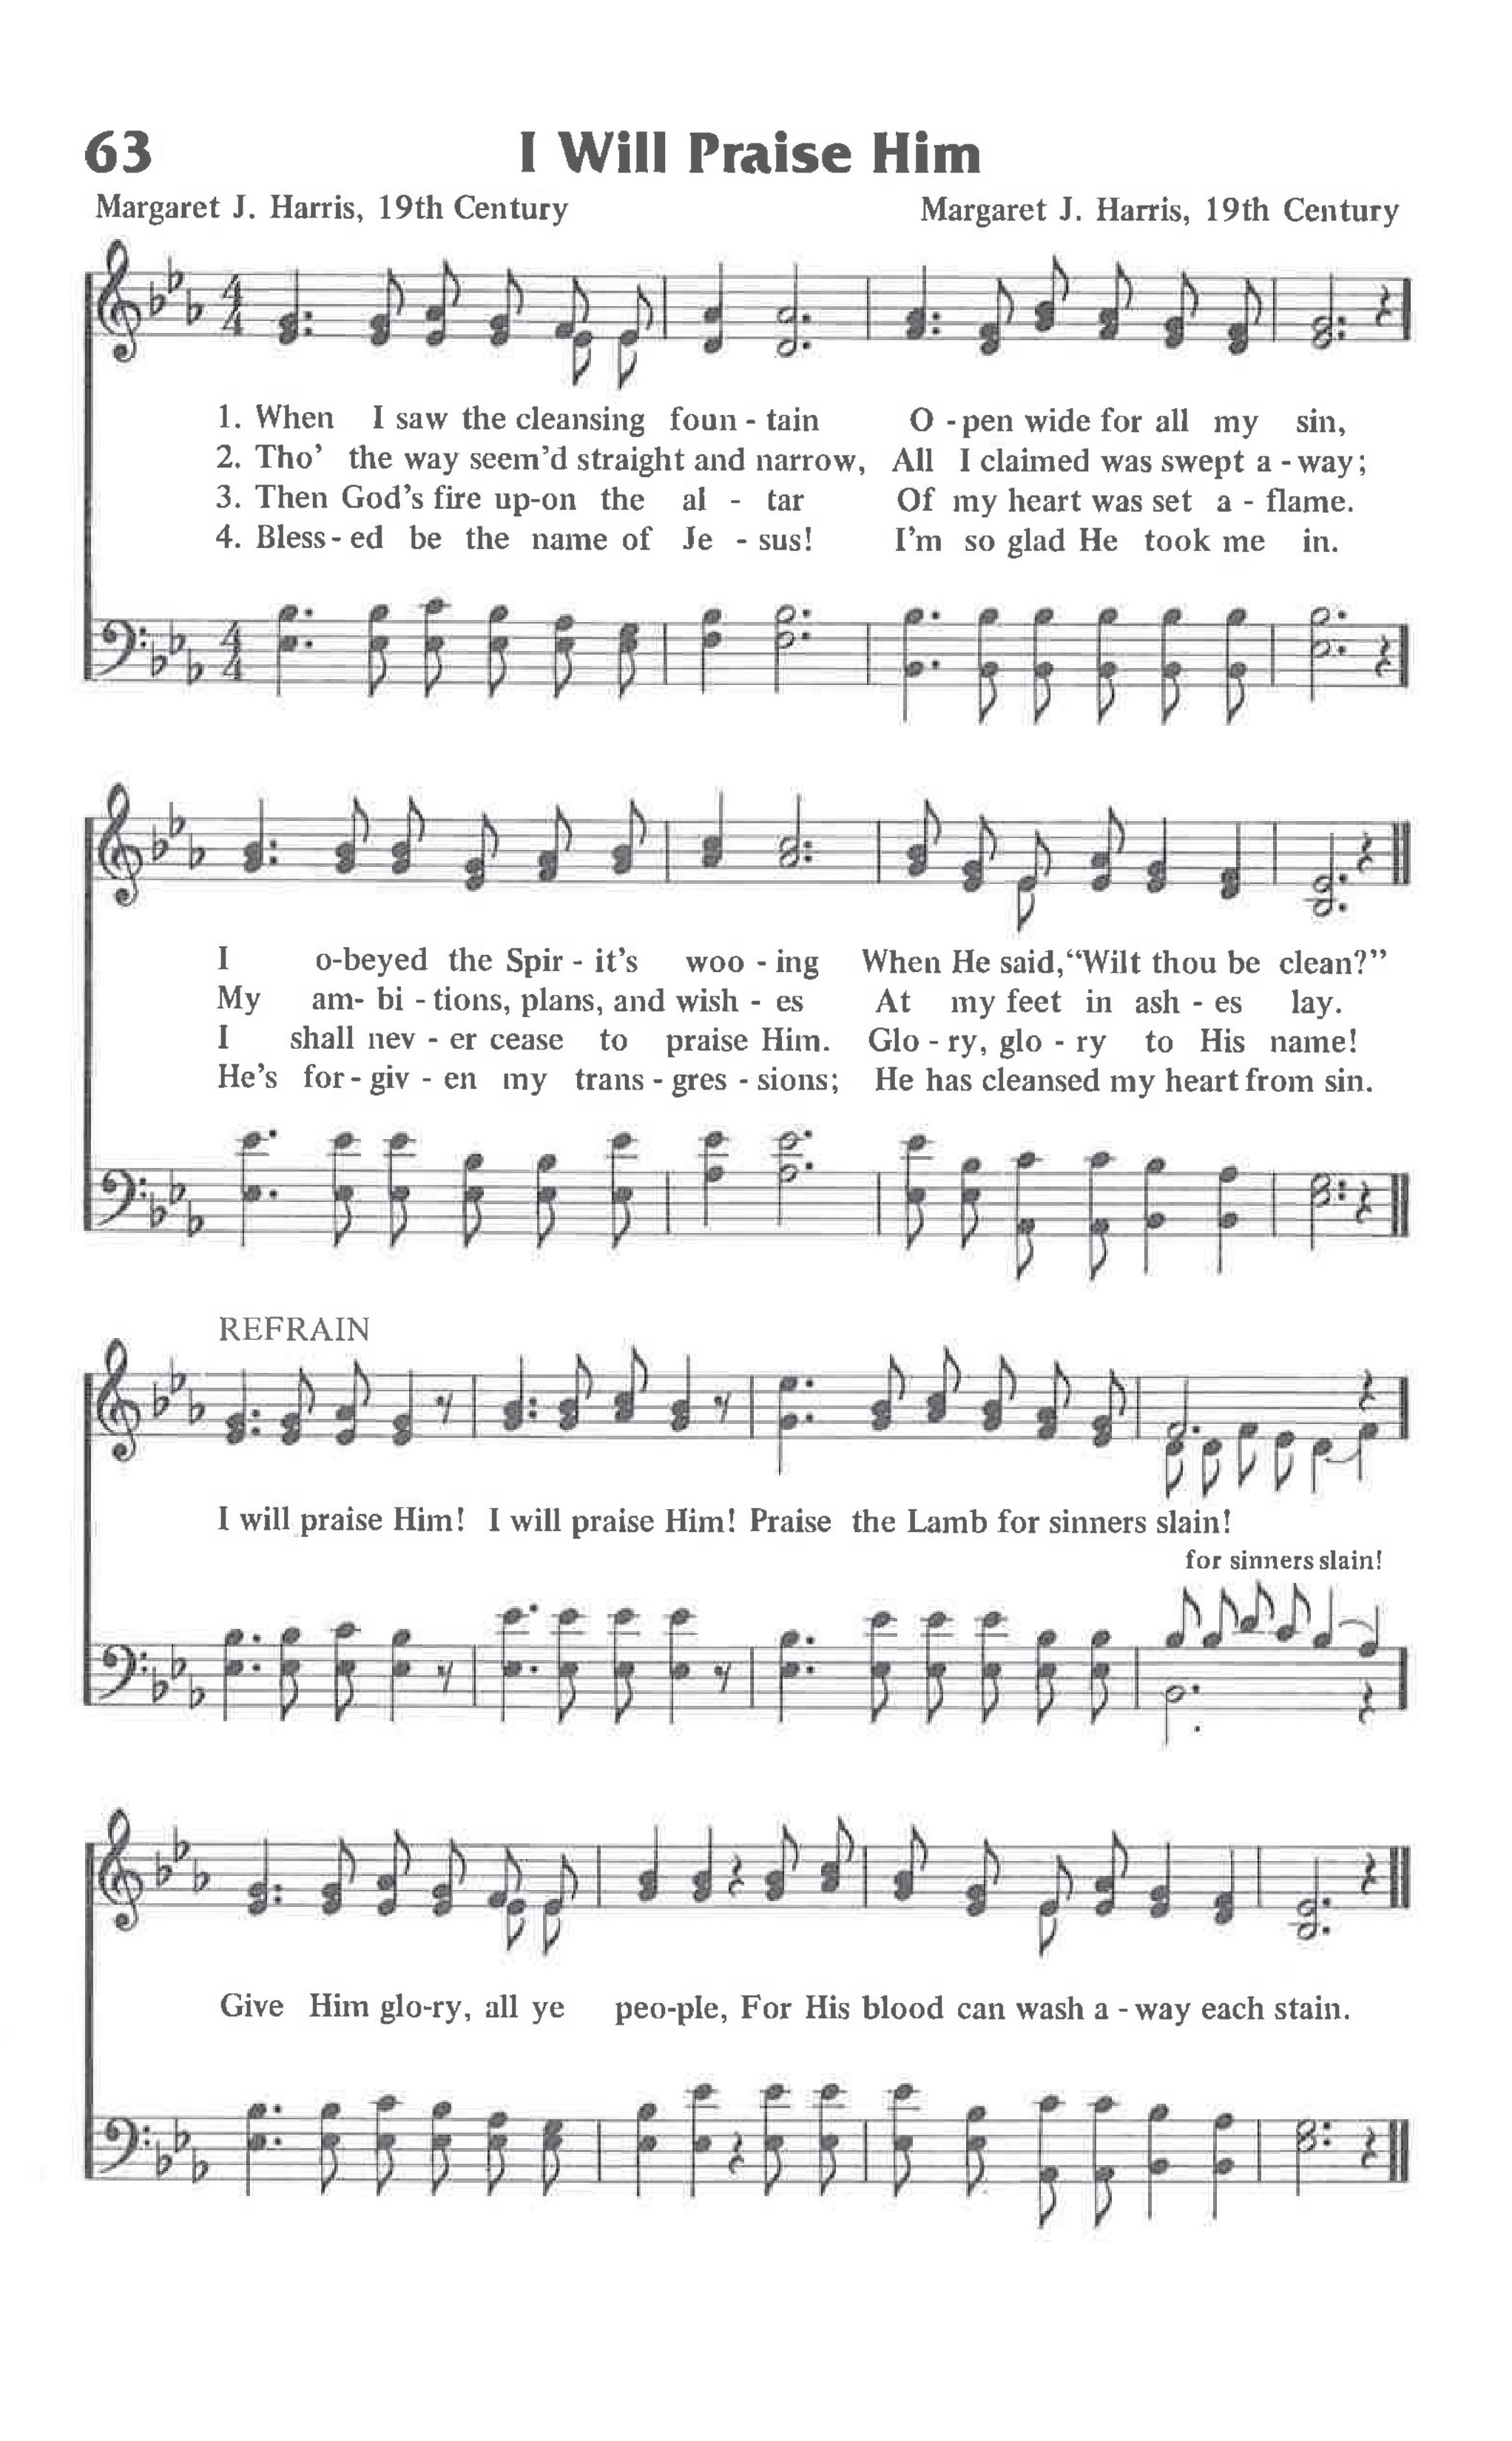 63 I Will Praise Him
Margaret J. Harris, 19th Century Margaret J. Harris, 19th Century
4
4
1. When I saw the cleansing foun - tain O - pen wide for all my sin,
2. Tho' the way seem'd straight and narrow, All I claimed was swept a - way;
3. Then God's fire up-on the al - tar Of my heart was set a - flame.
4. Bless - ed be the name of Je - sus! I'm so glad He took me in.
4
4
I o-beyed the Spir - it's woo - ing When He said, “Wilt thou be clean?”
My am- bi - tions, plans, and wish - es At my feet in ash - es lay.
I shall nev - er cease to praise Him. Glo - ry, glo - ry to His name!
He's for - giv - en my trans - gres - sions; He has cleansed my heart from sin.
REFRAIN
I will praise Him! I will praise Him! Praise the Lamb for sinners slain!
for sinners slain!
Give Him glo-ry, all ye peo-ple, For His blood can wash a - way each stain.